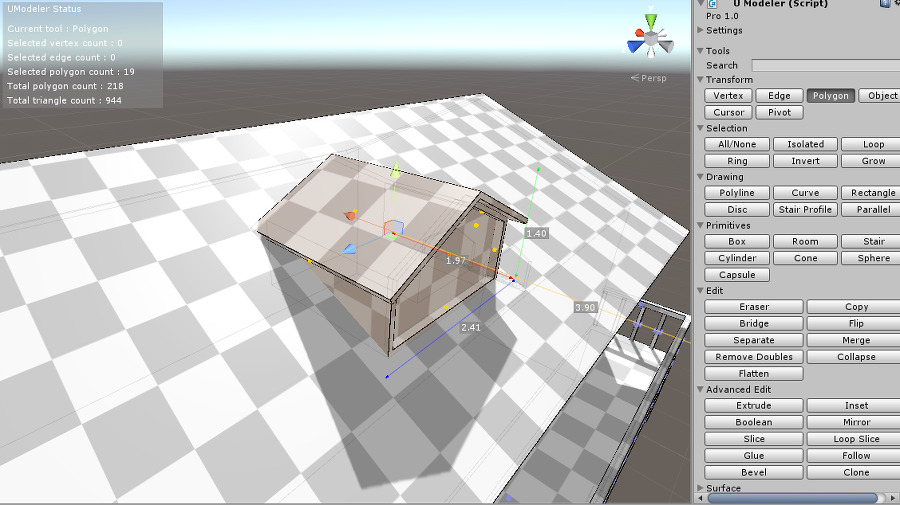 UModeler Status
Current tool : Polygon
Selected vertex count : 0
Selected edge count : 0
Selected polygon count : 19
Total polygon count : 218
Total triangle count : 944
y
Persp
1.40
1.97
3.90
2.41
U Modeler (Script)
Pro 1.0
Settings
Tools
Search
Transform
Vertex Edge Polygon Object
Cursor Pivot
Selection
All/None Isolated Loop
Ring Invert Grow
Drawing
Polyline Curve Rectangle
Disc Stair Profile Parallel
Primitives
Box Room Stair
Cylinder Cone Sphere
Capsule
Edit
Eraser Copy
Bridge Flip
Separate Merge
Remove Doubles Collapse
Flatten
Advanced Edit
Extrude Inset
Boolean Mirror
Slice Loop Slice
Glue Follow
Bevel Clone
Surface